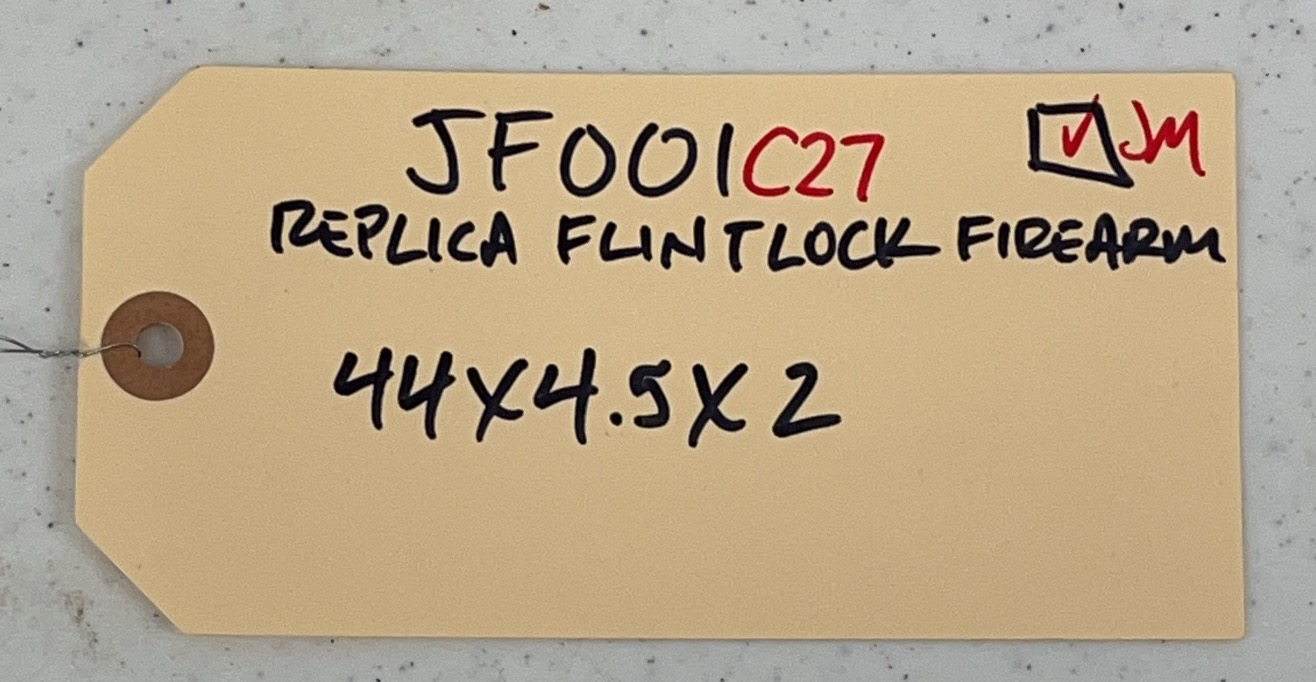 JF001C27 ☑ JM
REPLICA FLINTLOCK FIREARM
44X4.5X2